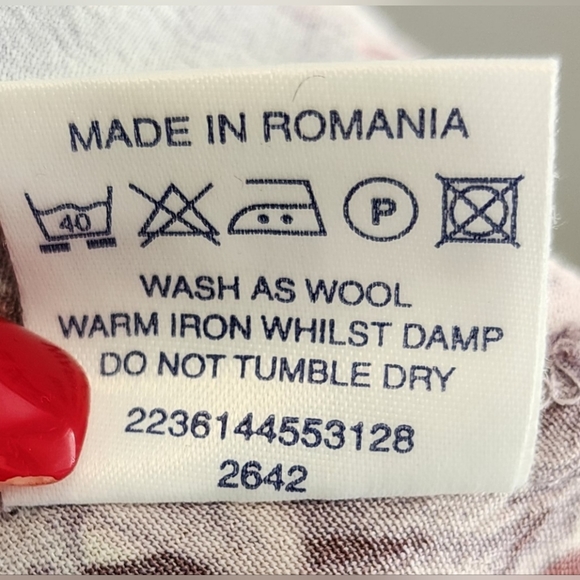 MADE IN ROMANIA
40 P
WASH AS WOOL
WARM IRON WHILST DAMP
DO NOT TUMBLE DRY
2236144553128
2642